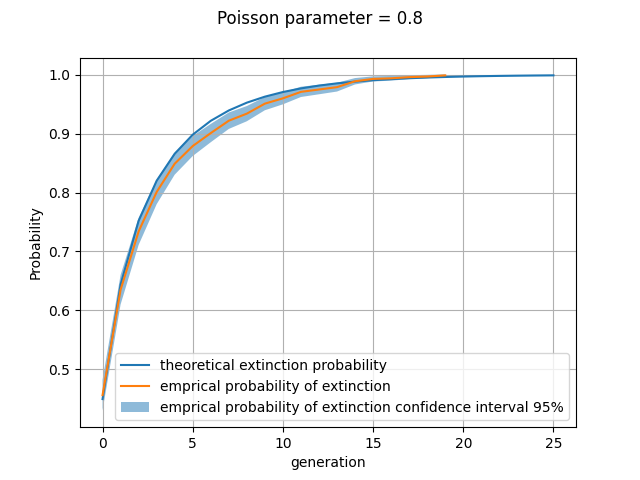 Poisson parameter = 0.8
1.0
0.9
0.8
0.7
0.6
0.5
Probability
theoretical extinction probability
emprical probability of extinction
emprical probability of extinction confidence interval 95%
0 5 10 15 20 25
generation